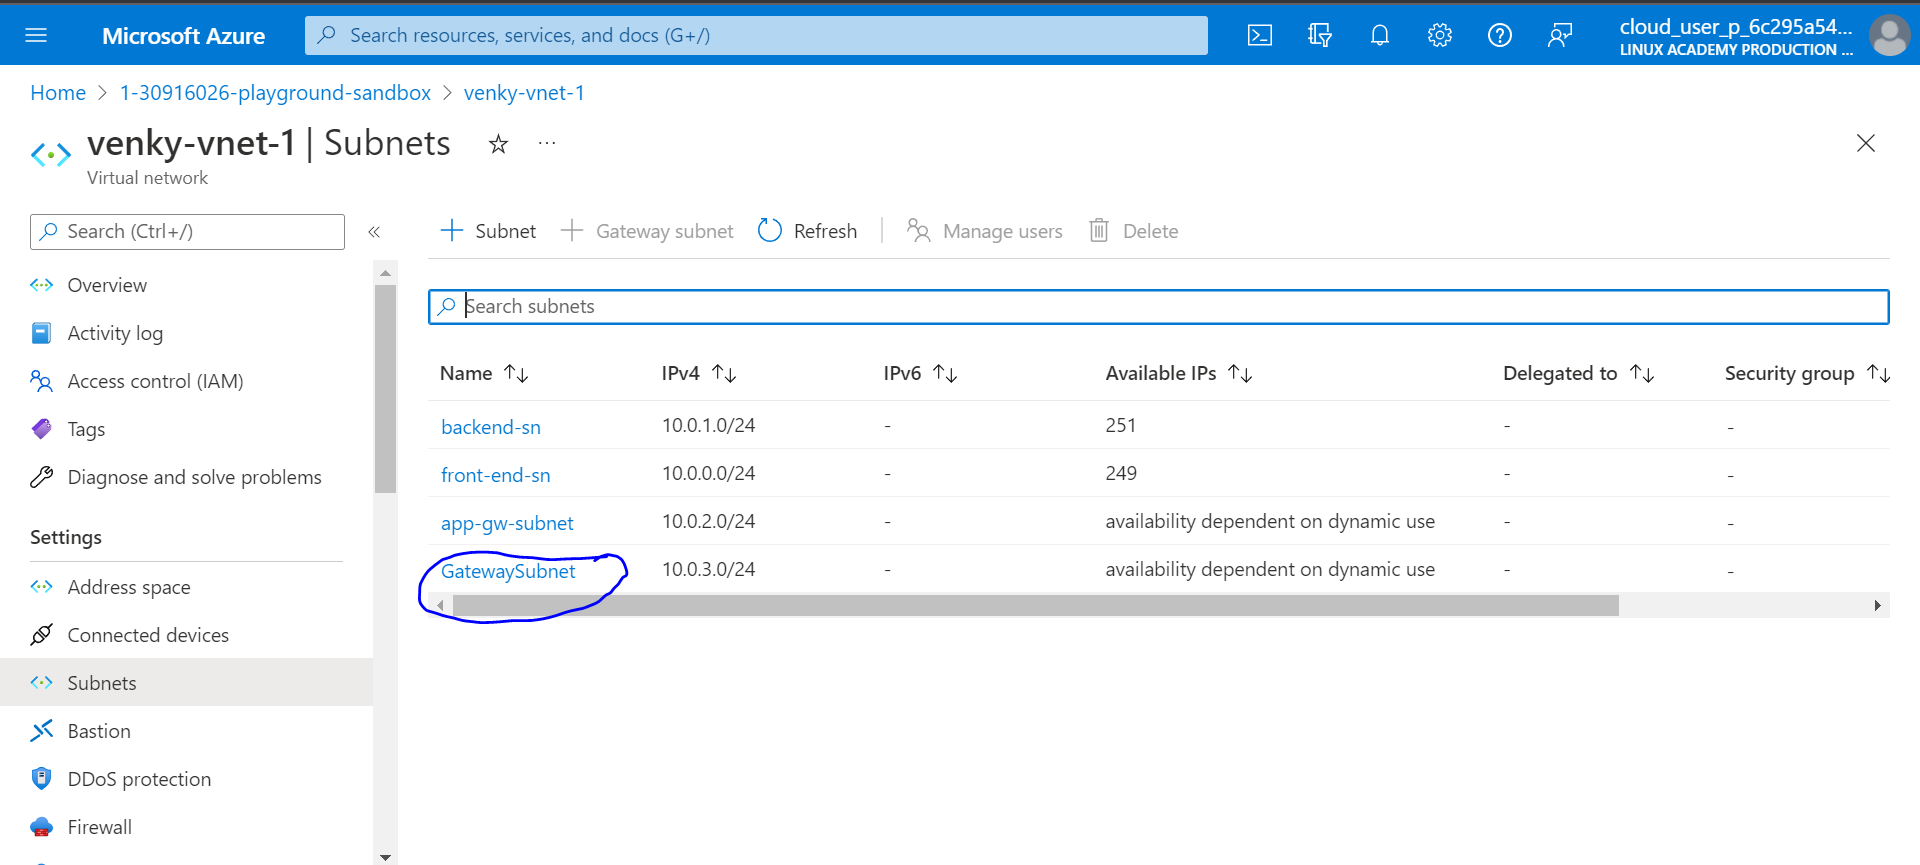 Microsoft Azure
Search resources, services, and docs (G+/)
cloud_user_p_6c295a54...
LINUX ACADEMY PRODUCTION ...
Home > 1-30916026-playground-sandbox > venky-vnet-1
venky-vnet-1 | Subnets ...
Virtual network
Search (Ctrl+/) «
+ Subnet + Gateway subnet Refresh Manage users Delete
Overview
Activity log
Access control (IAM)
Tags
Diagnose and solve problems
Settings
Address space
Connected devices
Subnets
Bastion
DDoS protection
Firewall
Search subnets
Name ↑↓ IPv4 ↑↓ IPv6 ↑↓ Available IPs ↑↓ Delegated to ↑↓ Security group ↑↓
backend-sn 10.0.1.0/24 - 251 - -
front-end-sn 10.0.0.0/24 - 249 - -
app-gw-subnet 10.0.2.0/24 - availability dependent on dynamic use - -
GatewaySubnet 10.0.3.0/24 - availability dependent on dynamic use - -